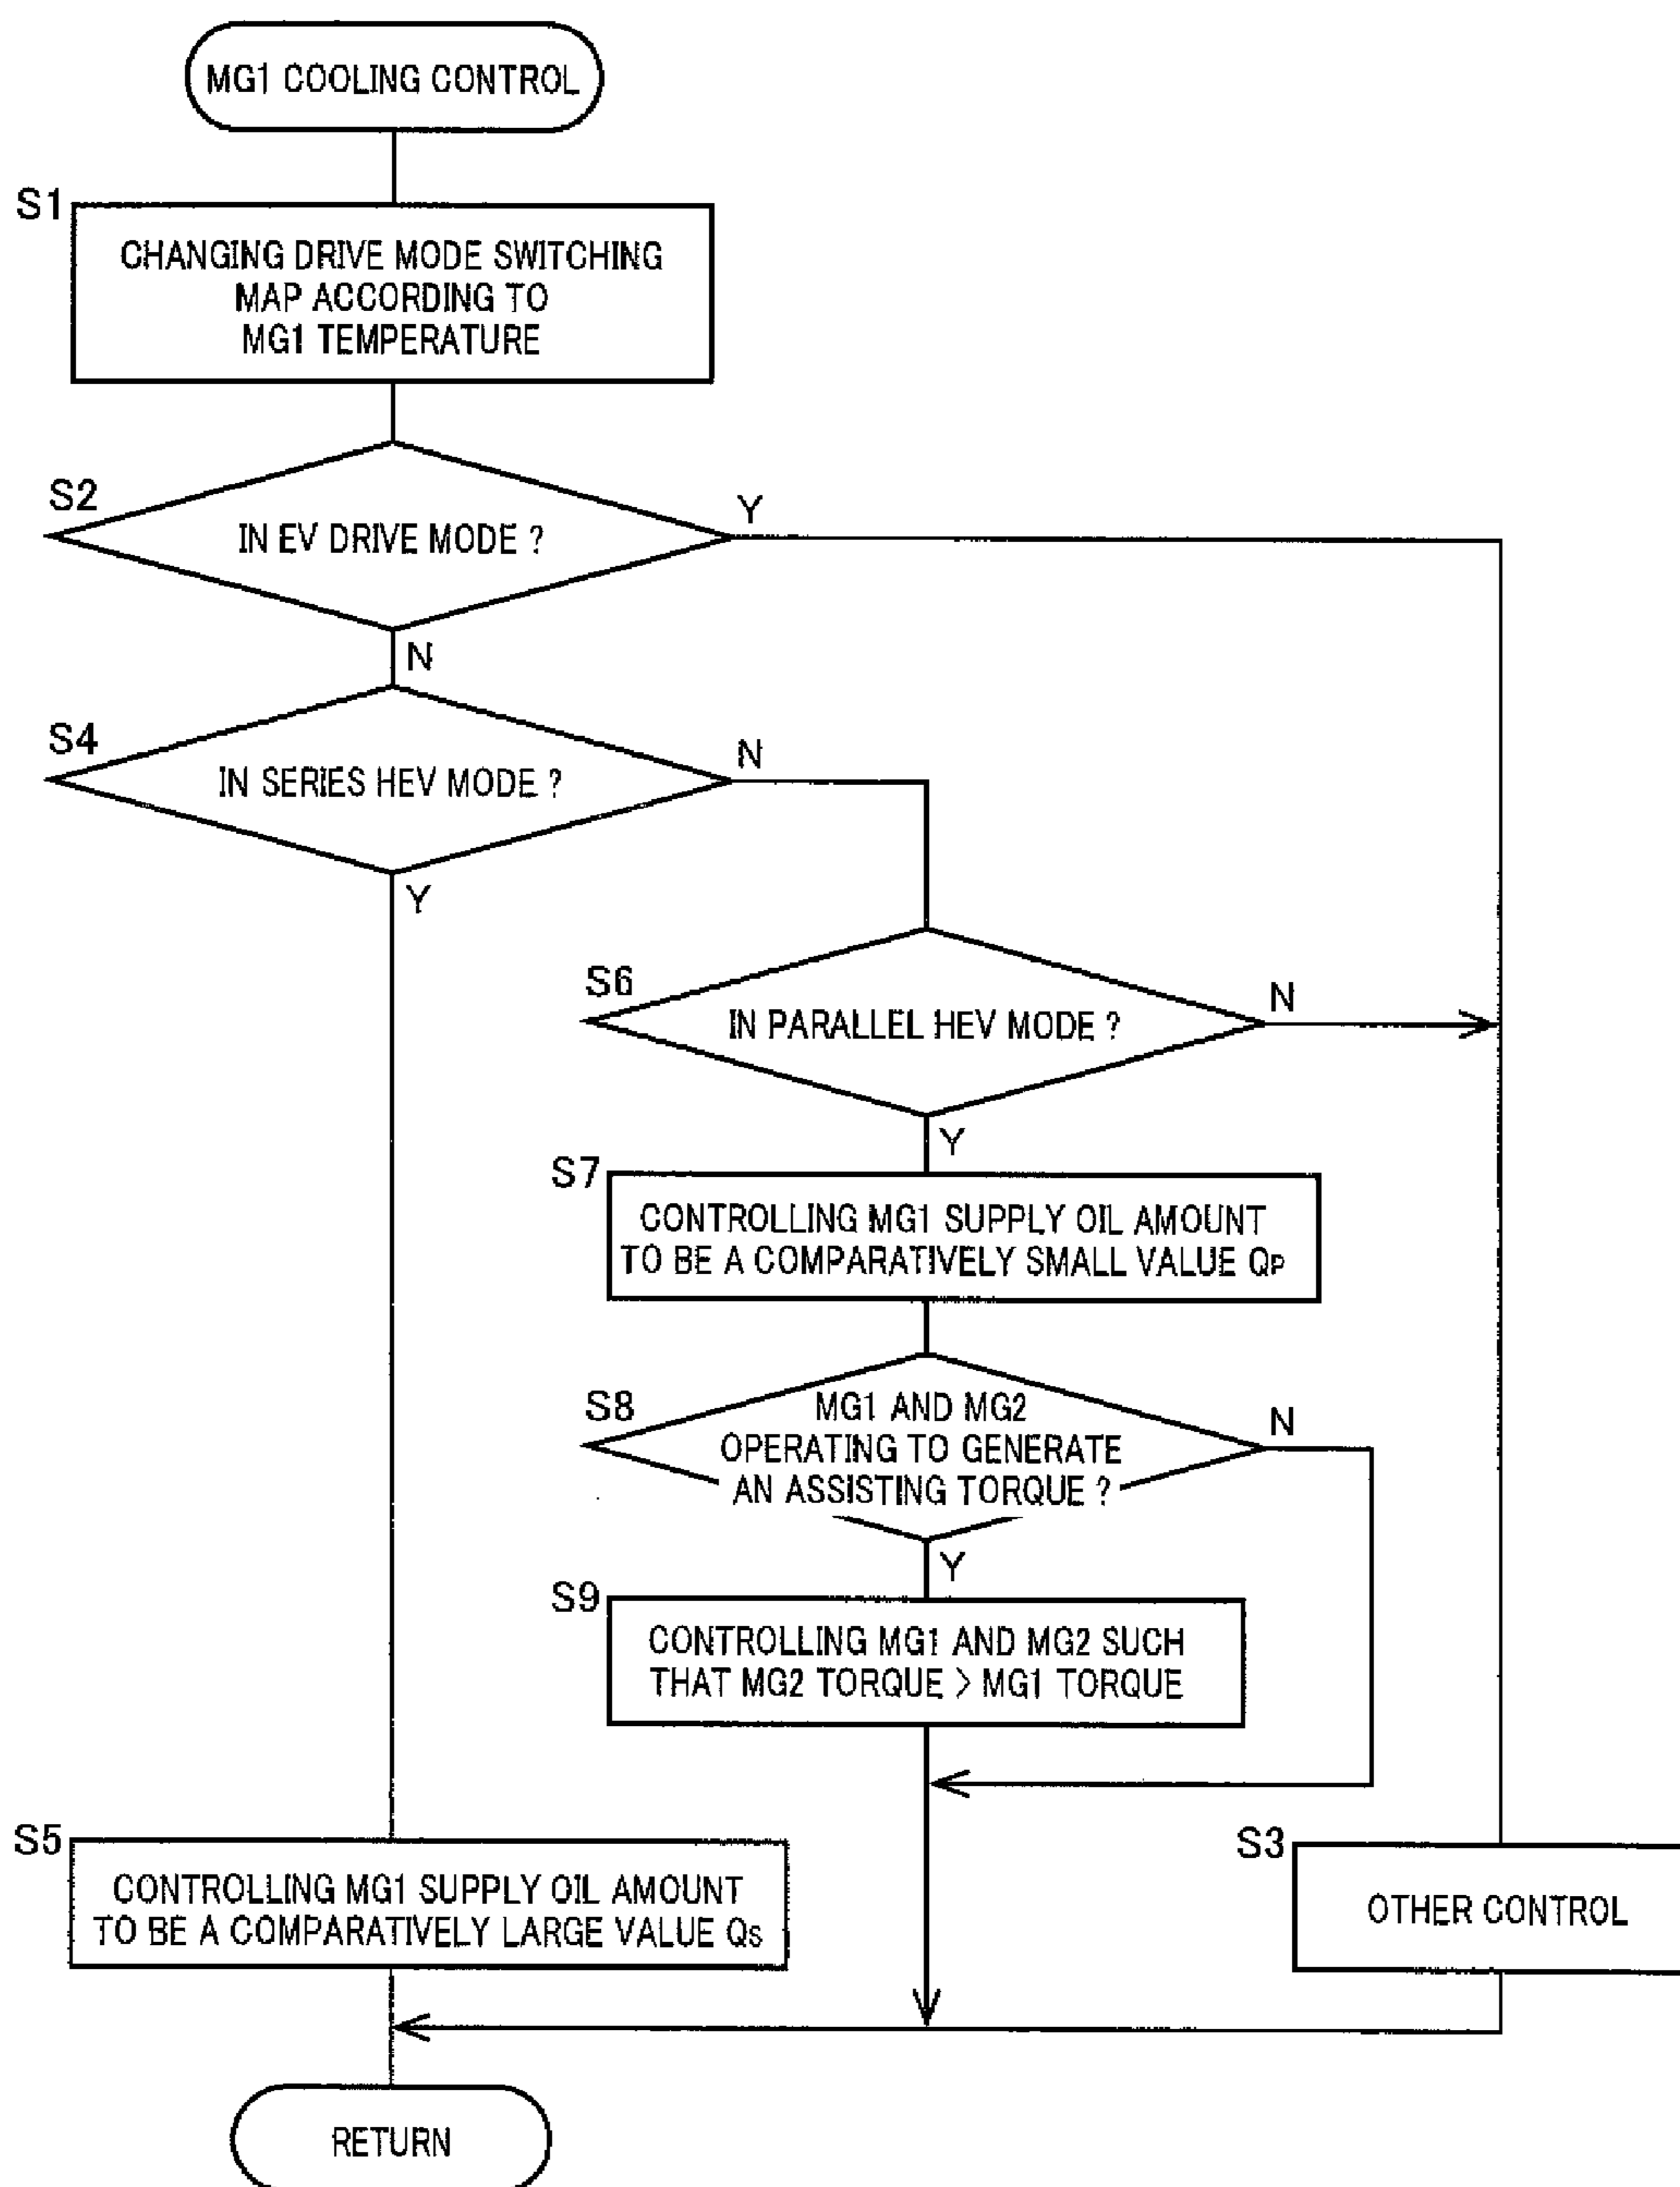 MG1 COOLING CONTROL
S1
CHANGING DRIVE MODE SWITCHING
MAP ACCORDING TO
MG1 TEMPERATURE
S2
IN EV DRIVE MODE ?
Y
N
S4
IN SERIES HEV MODE ?
N
Y
S6
IN PARALLEL HEV MODE ?
N
Y
S7
CONTROLLING MG1 SUPPLY OIL AMOUNT
TO BE A COMPARATIVELY SMALL VALUE QP
S8
MG1 AND MG2
OPERATING TO GENERATE
AN ASSISTING TORQUE ?
N
Y
S9
CONTROLLING MG1 AND MG2 SUCH
THAT MG2 TORQUE > MG1 TORQUE
S5
CONTROLLING MG1 SUPPLY OIL AMOUNT
TO BE A COMPARATIVELY LARGE VALUE QS
S3
OTHER CONTROL
RETURN